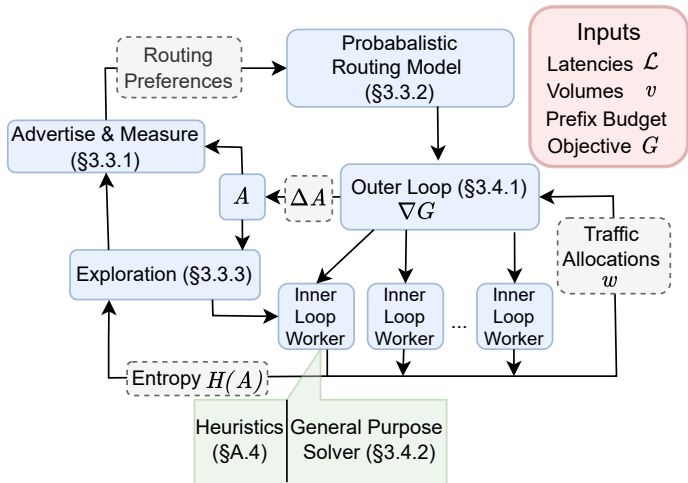 Routing
Preferences
Probabalistic
Routing Model
(§3.3.2)
Inputs
Latencies ℒ
Volumes v
Prefix Budget
Objective G
Advertise & Measure
(§3.3.1)
A
ΔA
Outer Loop (§3.4.1)
∇G
Traffic
Allocations
w
Exploration (§3.3.3)
Inner
Loop
Worker
Inner
Loop
Worker
...
Inner
Loop
Worker
Entropy H(A)
Heuristics
(§A.4)
General Purpose
Solver (§3.4.2)